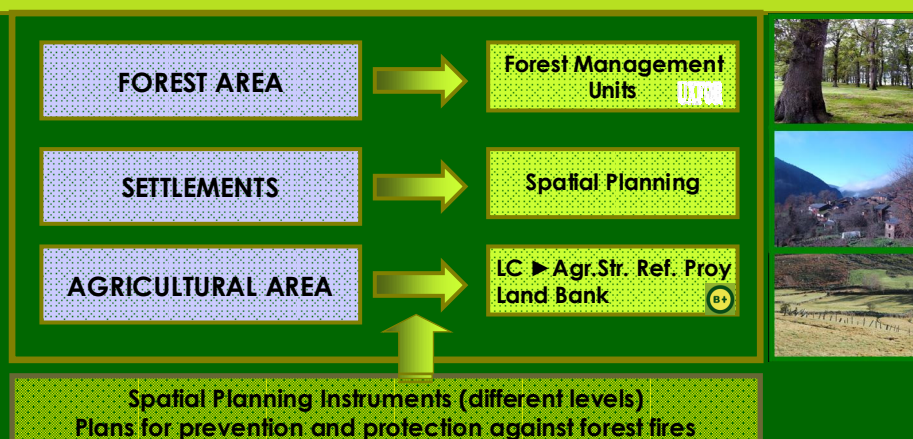 FOREST AREA
Forest Management
Units
SETTLEMENTS
Spatial Planning
AGRICULTURAL AREA
LC ►Agr.Str. Ref. Proy
Land Bank
B+
Spatial Planning Instruments (different levels)
Plans for prevention and protection against forest fires